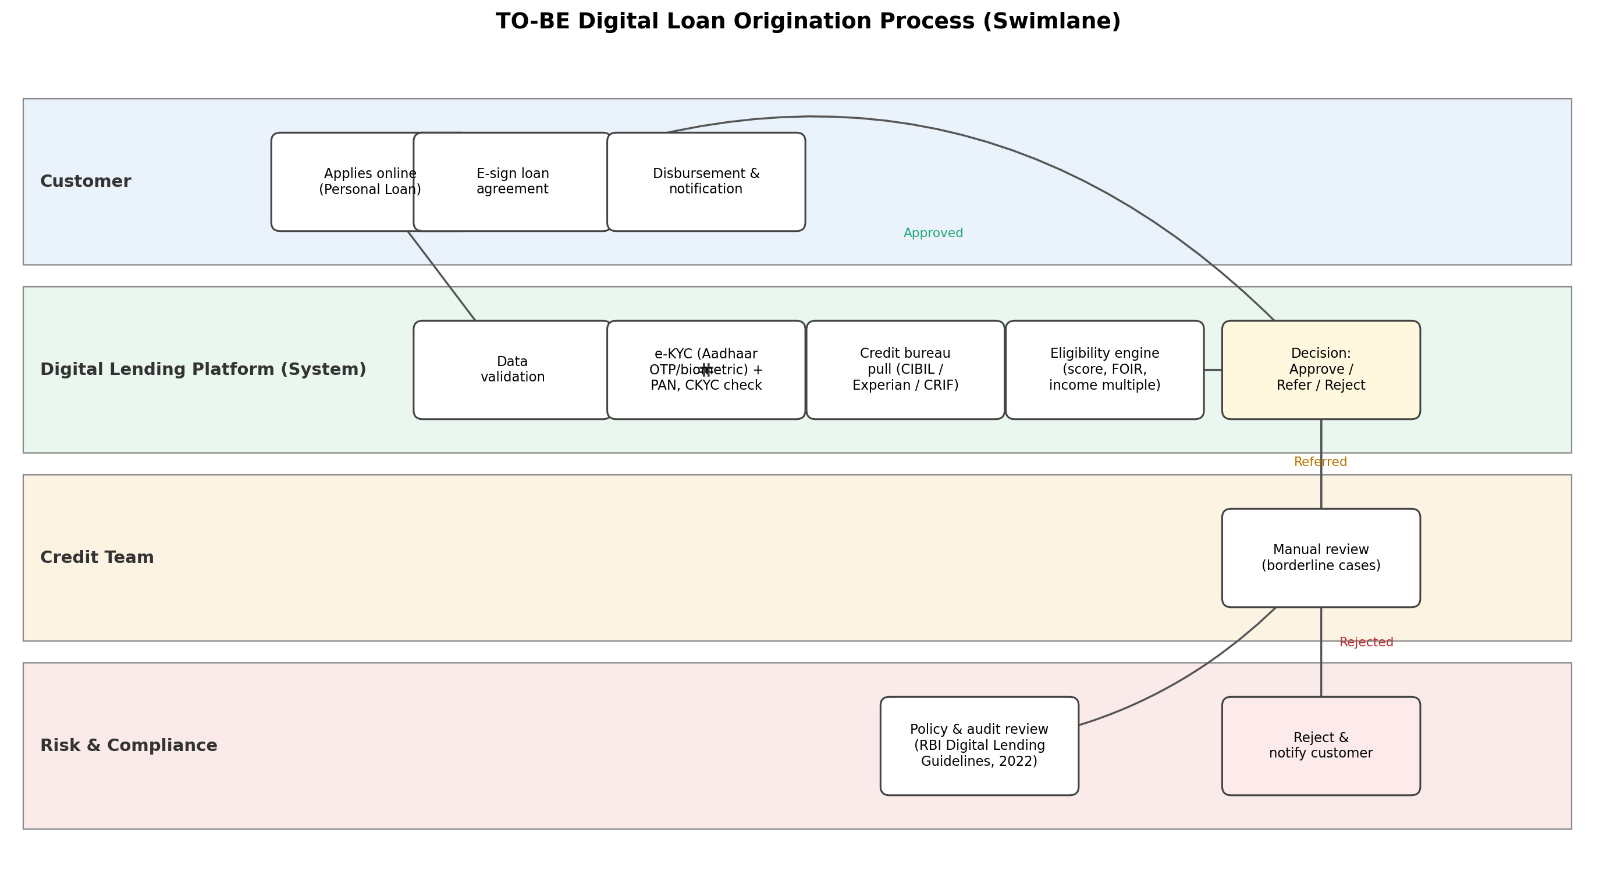 TO-BE Digital Loan Origination Process (Swimlane)
Customer
Applies online
(Personal Loan)
E-sign loan
agreement
Disbursement &
notification
Approved
Digital Lending Platform (System)
Data
validation
e-KYC (Aadhaar
OTP/biometric) +
PAN, CKYC check
Credit bureau
pull (CIBIL /
Experian / CRIF)
Eligibility engine
(score, FOIR,
income multiple)
Decision:
Approve /
Refer / Reject
Referred
Credit Team
Manual review
(borderline cases)
Rejected
Risk & Compliance
Policy & audit review
(RBI Digital Lending
Guidelines, 2022)
Reject &
notify customer